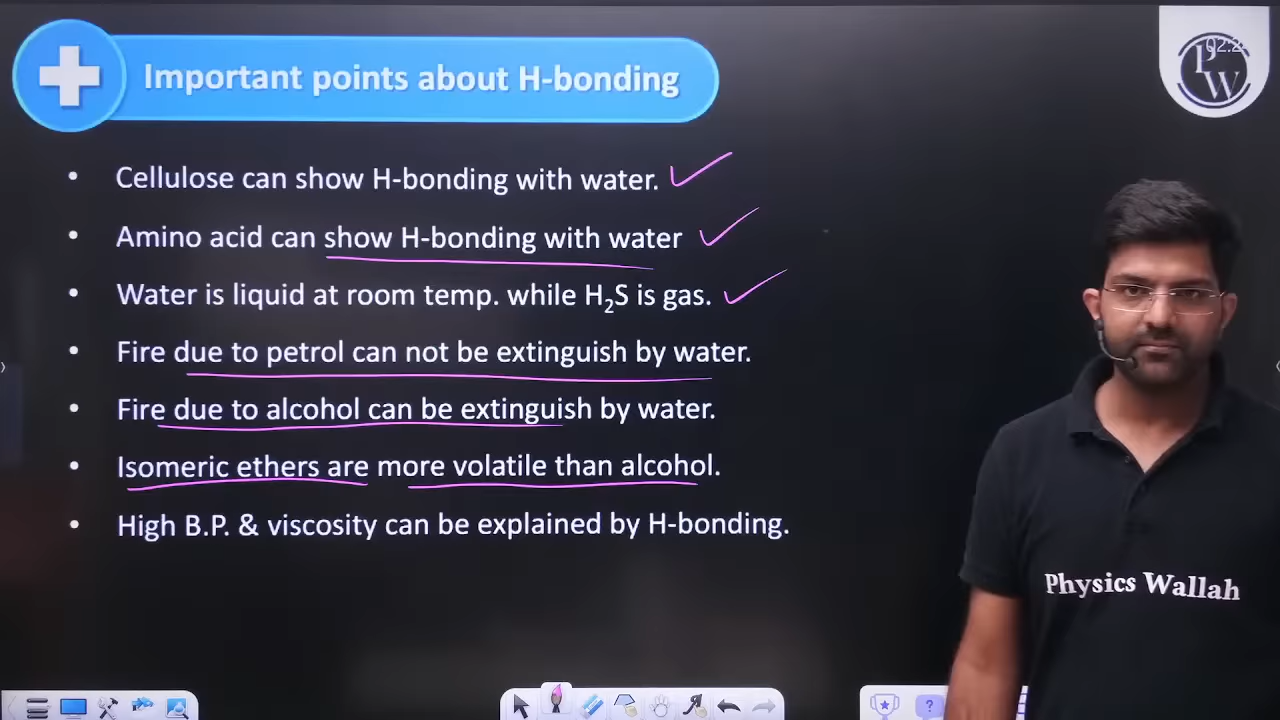 Important points about H-bonding
PW
• Cellulose can show H-bonding with water.
• Amino acid can show H-bonding with water
• Water is liquid at room temp. while H₂S is gas.
• Fire due to petrol can not be extinguish by water.
• Fire due to alcohol can be extinguish by water.
• Isomeric ethers are more volatile than alcohol.
• High B.P. & viscosity can be explained by H-bonding.
Physics Wallah
?